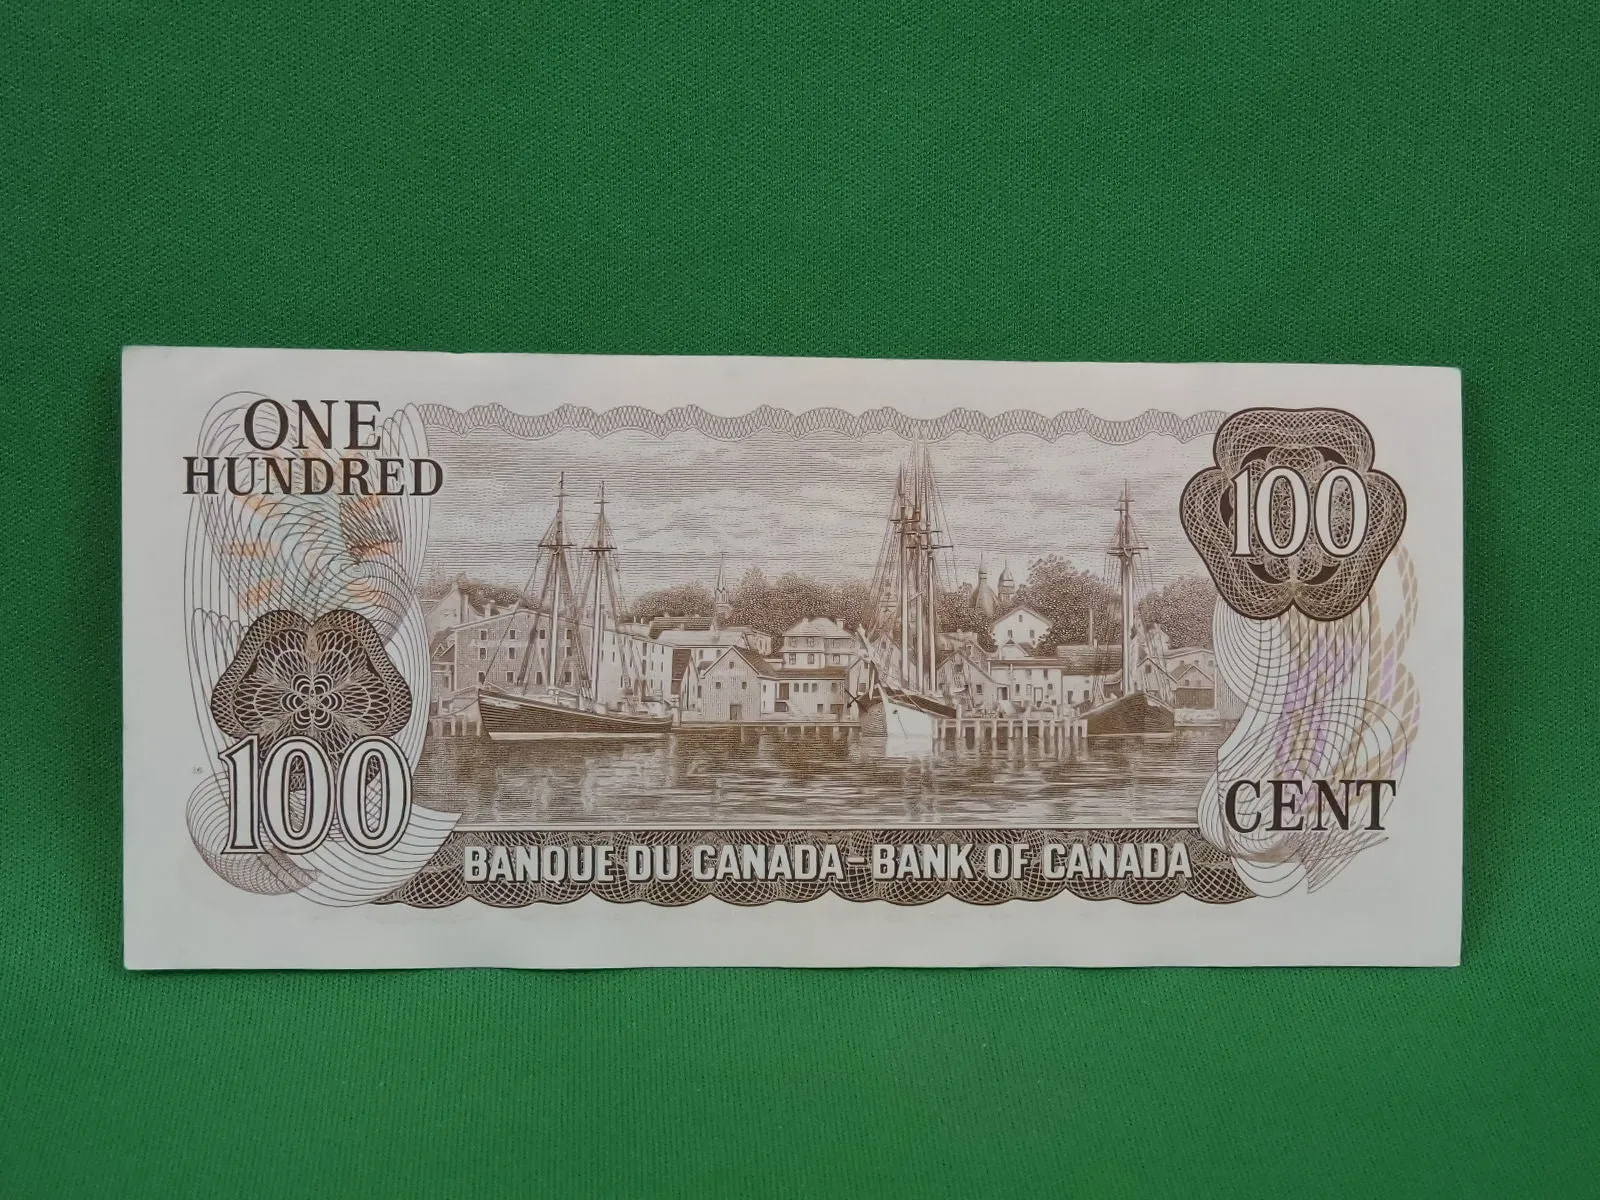 ONE
HUNDRED
100
100
CENT
BANQUE DU CANADA-BANK OF CANADA